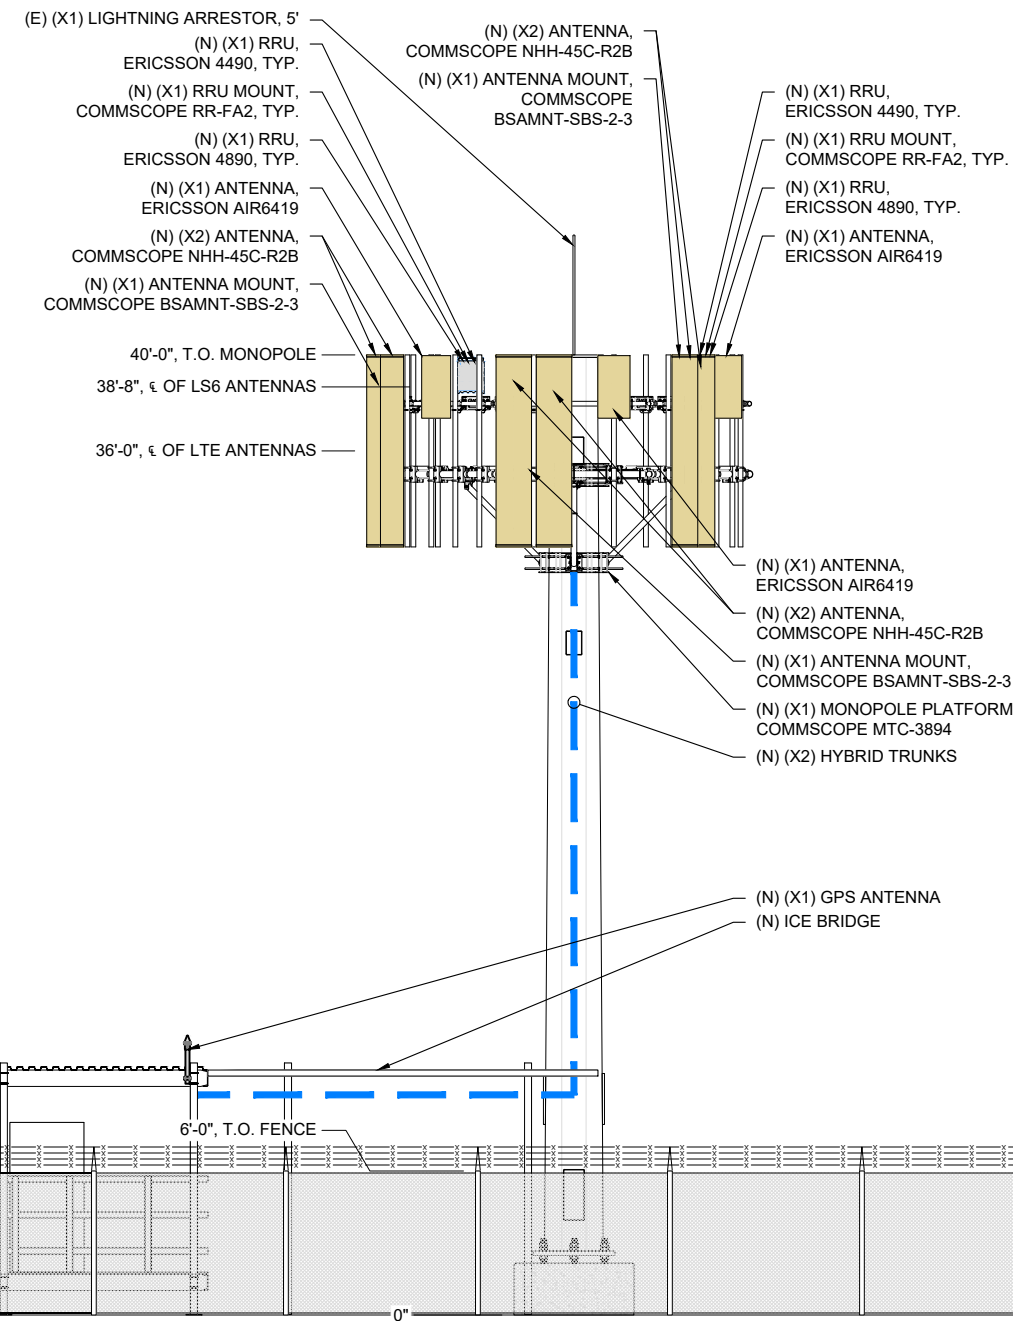 (E) (X1) LIGHTNING ARRESTOR, 5'
(N) (X1) RRU,
ERICSSON 4490, TYP.
(N) (X1) RRU MOUNT,
COMMSCOPE RR-FA2, TYP.
(N) (X1) RRU,
ERICSSON 4890, TYP.
(N) (X1) ANTENNA,
ERICSSON AIR6419
(N) (X2) ANTENNA,
COMMSCOPE NHH-45C-R2B
(N) (X1) ANTENNA MOUNT,
COMMSCOPE BSAMNT-SBS-2-3
40'-0", T.O. MONOPOLE
38'-8", ℄ OF LS6 ANTENNAS
36'-0", ℄ OF LTE ANTENNAS
(N) (X2) ANTENNA,
COMMSCOPE NHH-45C-R2B
(N) (X1) ANTENNA MOUNT,
COMMSCOPE
BSAMNT-SBS-2-3
(N) (X1) RRU,
ERICSSON 4490, TYP.
(N) (X1) RRU MOUNT,
COMMSCOPE RR-FA2, TYP.
(N) (X1) RRU,
ERICSSON 4890, TYP.
(N) (X1) ANTENNA,
ERICSSON AIR6419
(N) (X1) ANTENNA,
ERICSSON AIR6419
(N) (X2) ANTENNA,
COMMSCOPE NHH-45C-R2B
(N) (X1) ANTENNA MOUNT,
COMMSCOPE BSAMNT-SBS-2-3
(N) (X1) MONOPOLE PLATFORM
COMMSCOPE MTC-3894
(N) (X2) HYBRID TRUNKS
(N) (X1) GPS ANTENNA
(N) ICE BRIDGE
6'-0", T.O. FENCE
0"